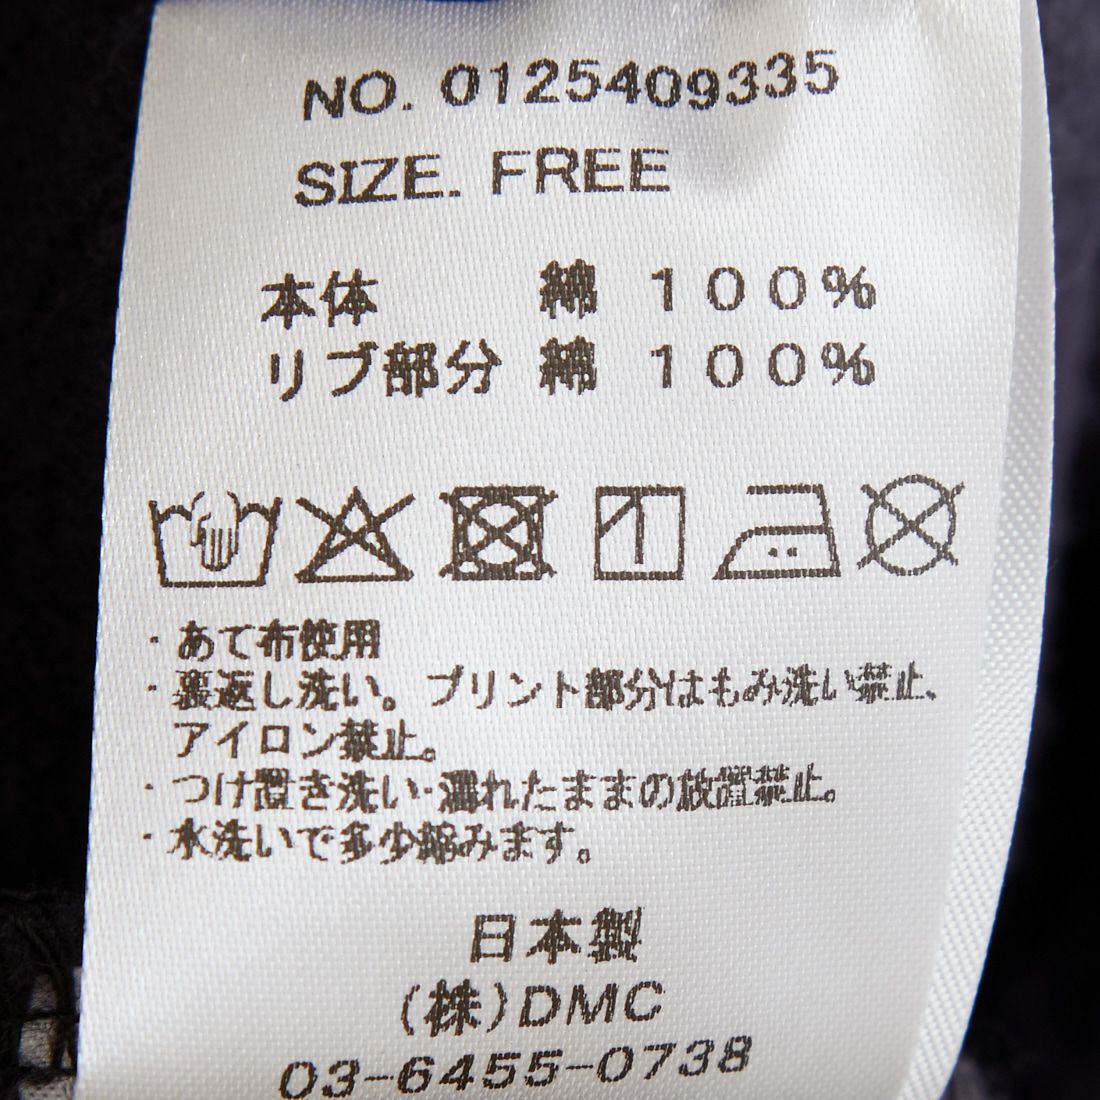 NO. 0125409335
SIZE. FREE
本体 綿 １００％
リブ部分 綿 １００％
・あて布使用
・裏返し洗い。プリント部分はもみ洗い禁止、
アイロン禁止。
・つけ置き洗い・濡れたままの放置禁止。
・水洗いで多少縮みます。
日本製
(株)DMC
03-6455-0738